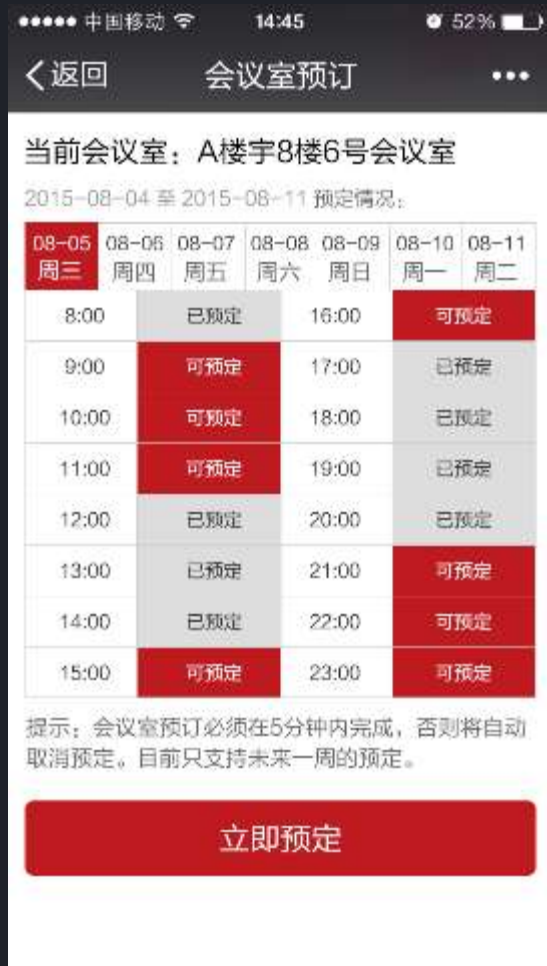 中国移动 14:45 52%
返回 会议室预订
当前会议室：A楼宇8楼6号会议室
2015-08-04 至 2015-08-11 预定情况：
08-05 08-06 08-07 08-08 08-09 08-10 08-11
周三 周四 周五 周六 周日 周一 周二
8:00 已预定 16:00 可预定
9:00 可预定 17:00 已预定
10:00 可预定 18:00 已预定
11:00 可预定 19:00 已预定
12:00 已预定 20:00 已预定
13:00 已预定 21:00 可预定
14:00 已预定 22:00 可预定
15:00 可预定 23:00 可预定
提示：会议室预订必须在5分钟内完成，否则将自动
取消预定。目前只支持未来一周的预定。
立即预定